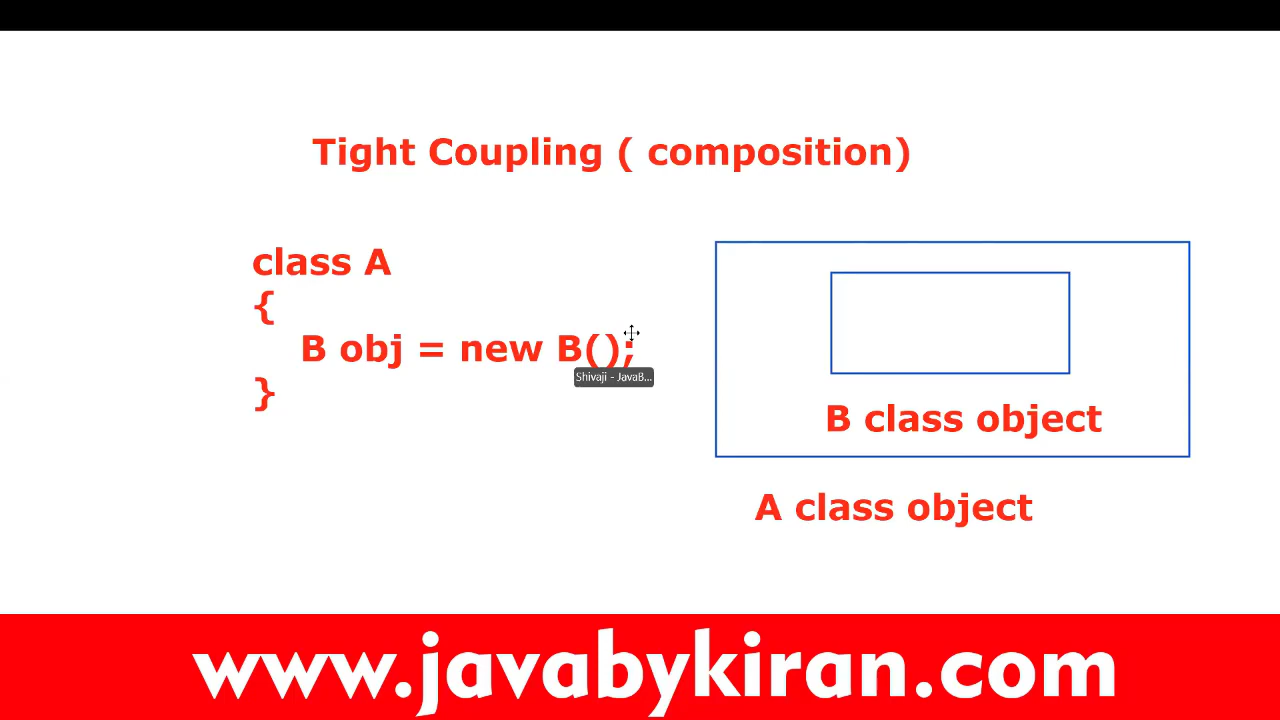 Tight Coupling ( composition)
class A
{
B obj = new B();
}
Shivaji - JavaB...
B class object
A class object
www.javabykiran.com